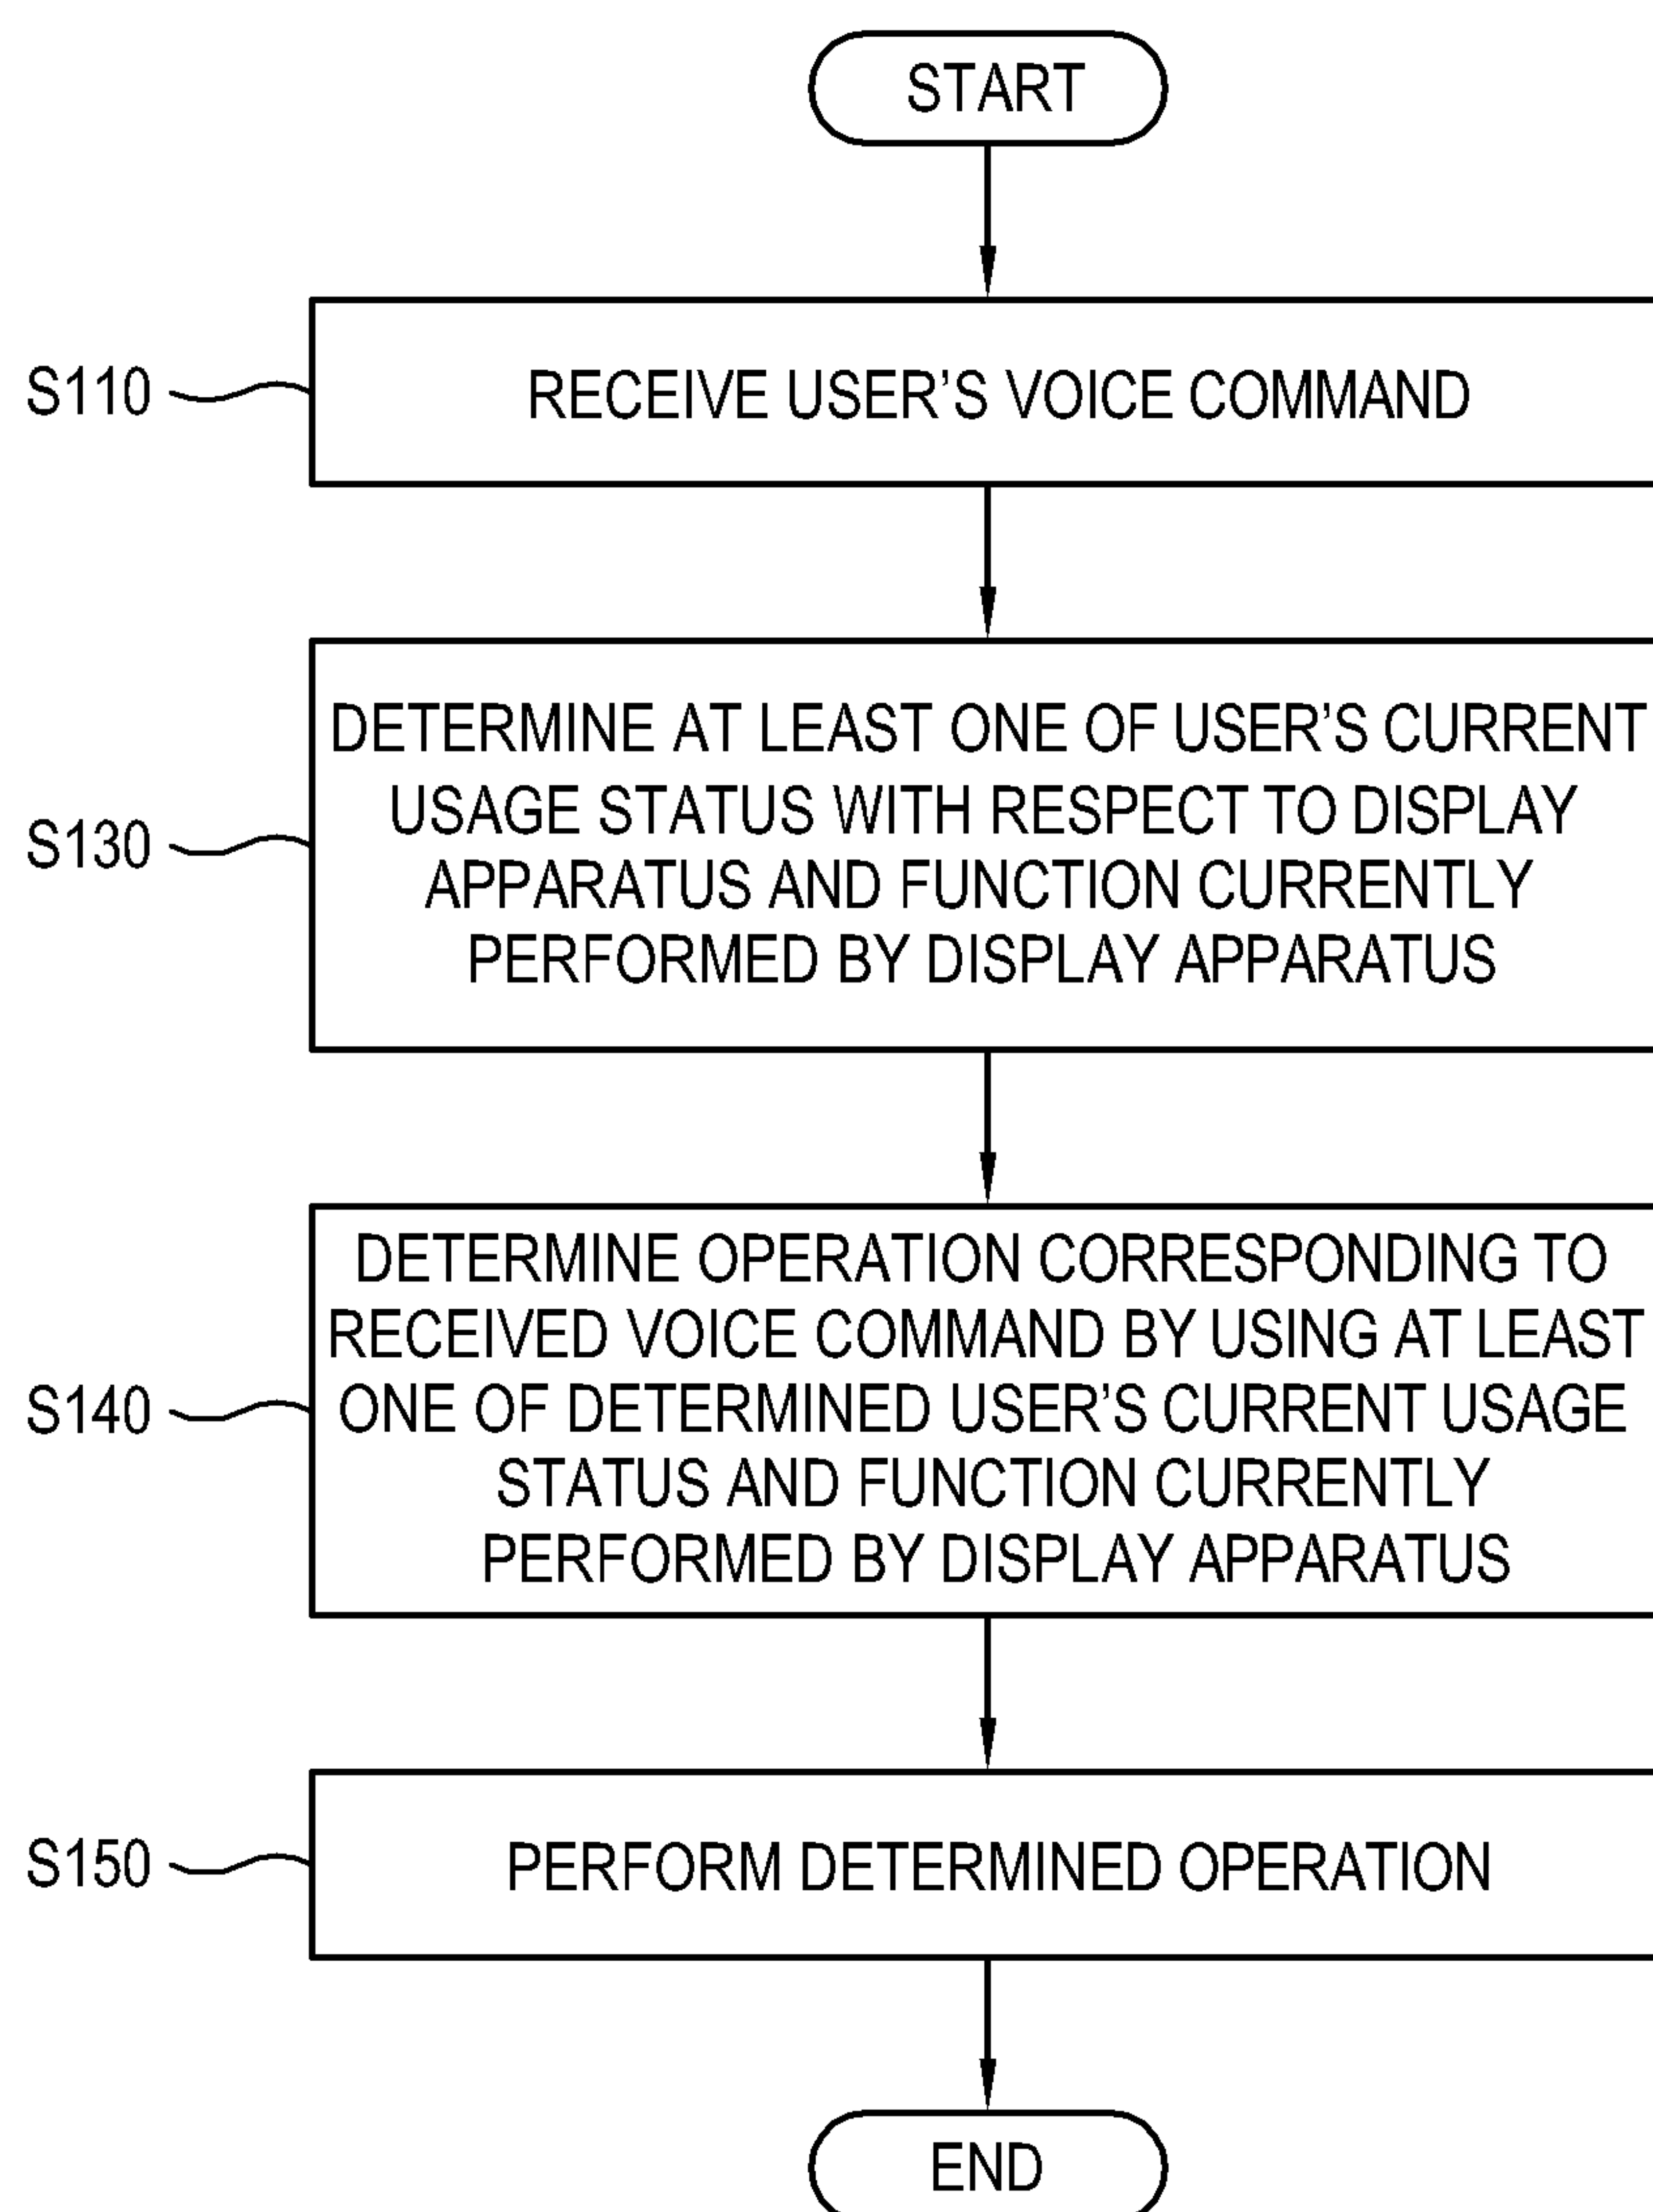 START
S110
RECEIVE USER'S VOICE COMMAND
S130
DETERMINE AT LEAST ONE OF USER'S CURRENT
USAGE STATUS WITH RESPECT TO DISPLAY
APPARATUS AND FUNCTION CURRENTLY
PERFORMED BY DISPLAY APPARATUS
S140
DETERMINE OPERATION CORRESPONDING TO
RECEIVED VOICE COMMAND BY USING AT LEAST
ONE OF DETERMINED USER'S CURRENT USAGE
STATUS AND FUNCTION CURRENTLY
PERFORMED BY DISPLAY APPARATUS
S150
PERFORM DETERMINED OPERATION
END